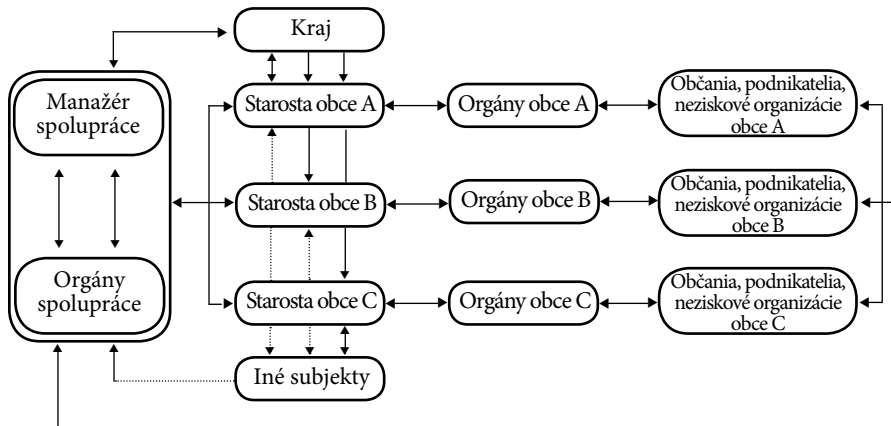 Kraj
Manažér
spolupráce
Orgány
spolupráce
Starosta obce A
Orgány obce A
Občania, podnikatelia,
neziskové organizácie
obce A
Starosta obce B
Orgány obce B
Občania, podnikatelia,
neziskové organizácie
obce B
Starosta obce C
Orgány obce C
Občania, podnikatelia,
neziskové organizácie
obce C
Iné subjekty